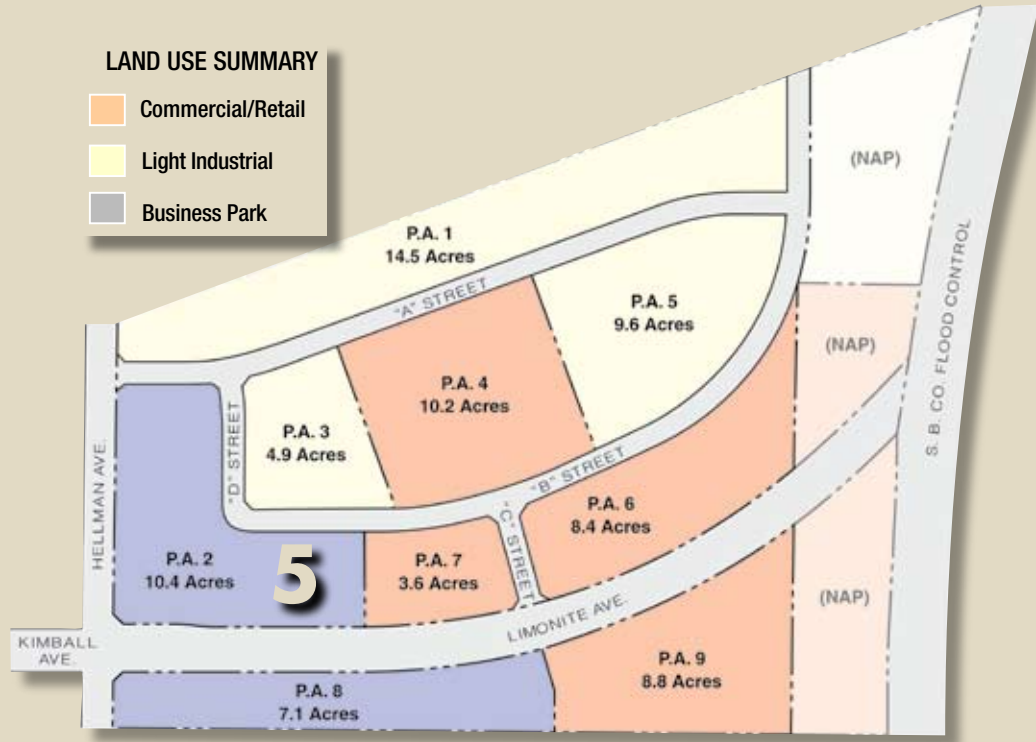 LAND USE SUMMARY
Commercial/Retail
Light Industrial
Business Park
(NAP)
P.A. 1
14.5 Acres
"A" STREET
P.A. 5
9.6 Acres
(NAP)
P.A. 4
10.2 Acres
S. B. CO. FLOOD CONTROL
P.A. 3
4.9 Acres
"D" STREET
HELLMAN AVE.
"B" STREET
"C" STREET
P.A. 6
8.4 Acres
P.A. 2
10.4 Acres
5
P.A. 7
3.6 Acres
(NAP)
LIMONITE AVE.
KIMBALL
AVE.
P.A. 9
8.8 Acres
P.A. 8
7.1 Acres